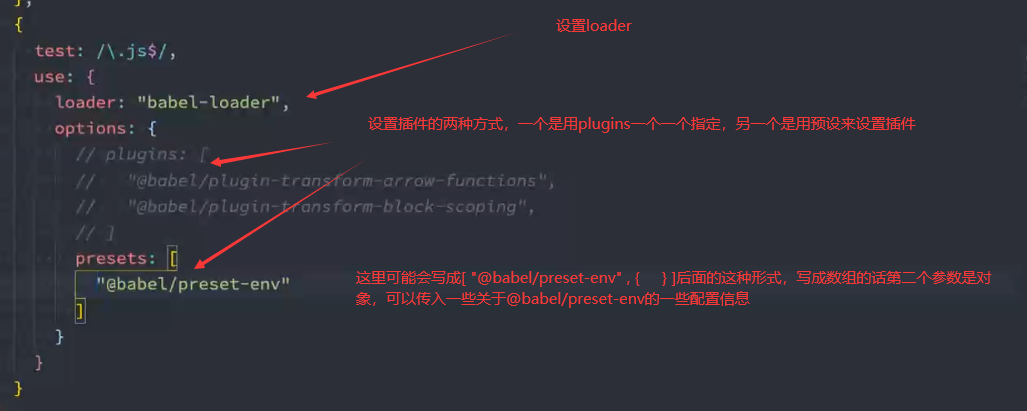 },
{
设置loader
test: /\.js$/,
use: {
loader: "babel-loader",
设置插件的两种方式，一个是用plugins一个一个指定，另一个是用预设来设置插件
options: {
// plugins: [
//   "@babel/plugin-transform-arrow-functions",
//   "@babel/plugin-transform-block-scoping",
// ]
presets: [
"@babel/preset-env"
这里可能会写成[ "@babel/preset-env" , {     } ]后面的这种形式，写成数组的话第二个参数是对
象，可以传入一些关于@babel/preset-env的一些配置信息
]
}
}
}